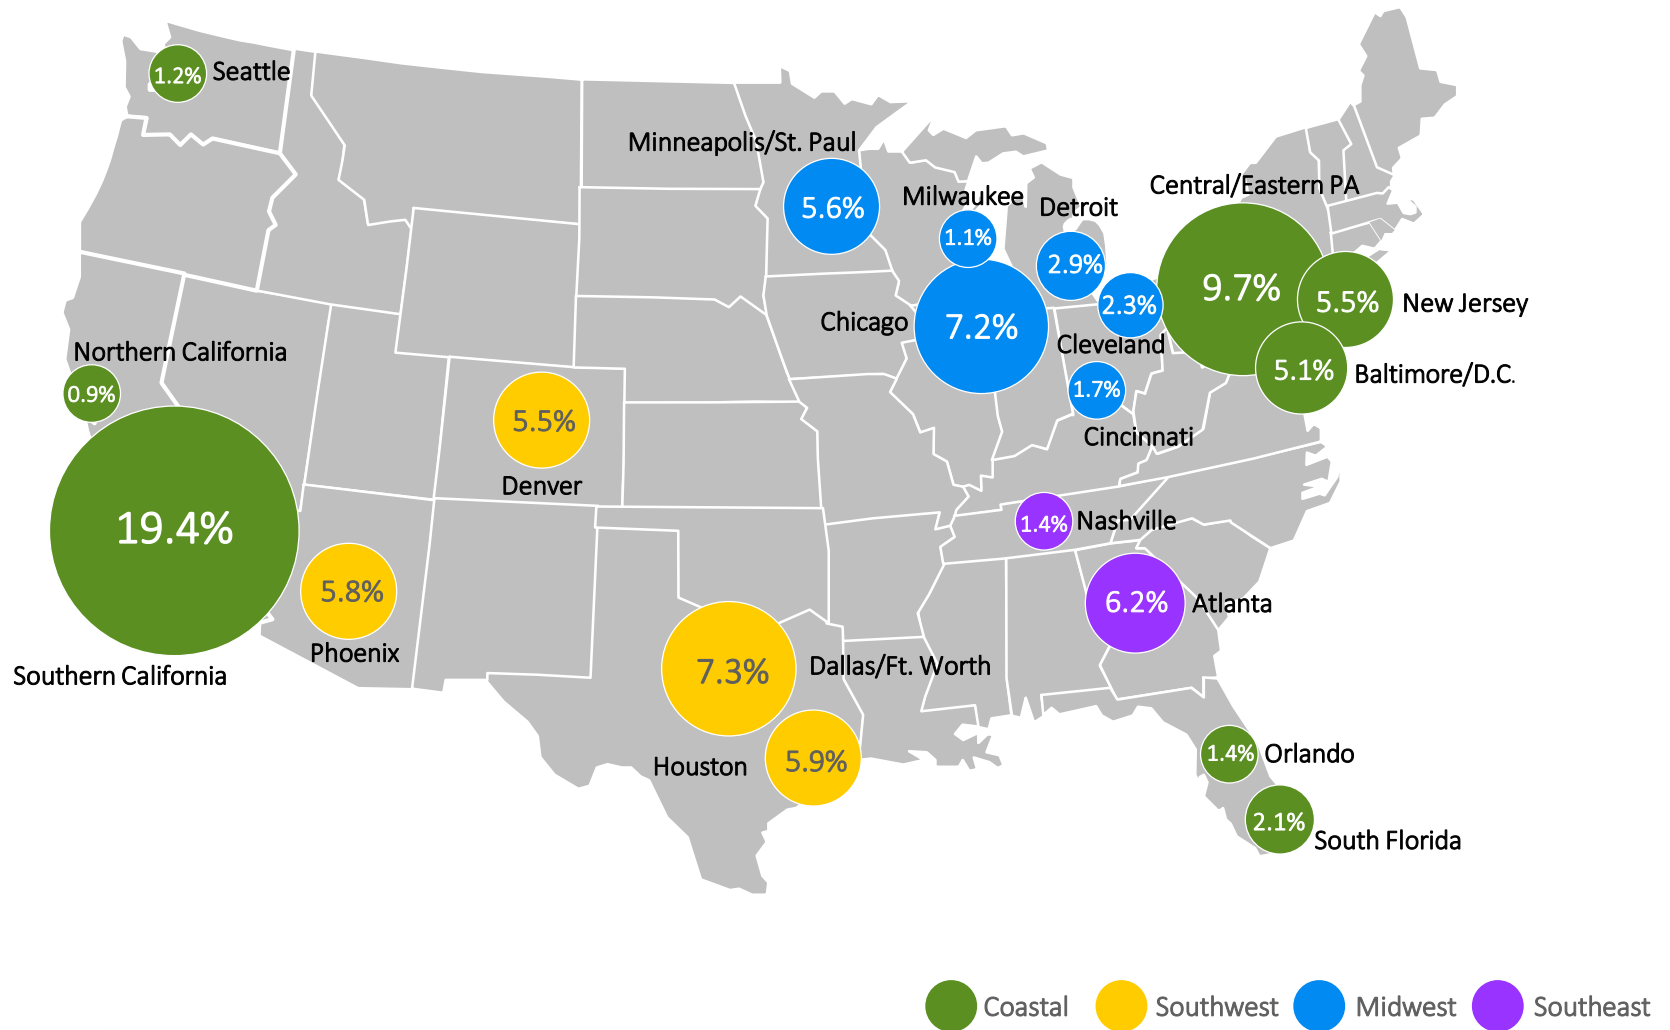 1.2%
Seattle
Minneapolis/St. Paul
5.6%
Milwaukee
1.1%
Detroit
2.9%
Central/Eastern PA
9.7%
2.3%
Cleveland
5.5%
New Jersey
Chicago
7.2%
5.1%
Baltimore/D.C.
1.7%
Cincinnati
Northern California
0.9%
5.5%
Denver
19.4%
Southern California
5.8%
Phoenix
1.4%
Nashville
6.2%
Atlanta
7.3%
Dallas/Ft. Worth
Houston
5.9%
1.4%
Orlando
2.1%
South Florida
Coastal
Southwest
Midwest
Southeast